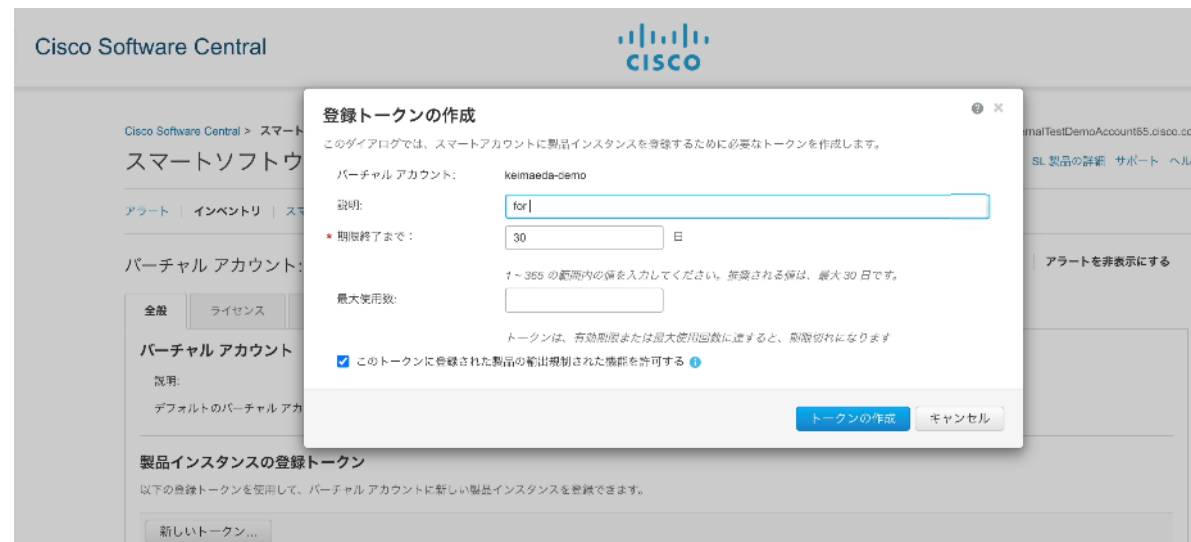 Cisco Software Central
CISCO
登録トークンの作成
このダイアログでは、スマートアカウントに製品インスタンスを登録するために必要なトークンを作成します。
バーチャル アカウント: keimaeda-demo
説明: for
* 期限終了まで: 30 日
1 ~ 365 の範囲内の値を入力してください。推奨される値は、最大 30 日です。
最大使用数:
トークンは、有効期限または最大使用回数に達すると、期限切れになります
このトークンに登録された製品の輸出規制された機能を許可する
トークンの作成 キャンセル
Cisco Software Central > スマート
malTestDemoAccount65.cisco.co
スマートソフトウ
SL 製品の詳細 サポート ヘル
アラート | インベントリ | ス
バーチャル アカウント:
アラートを非表示にする
全般 ライセンス
バーチャル アカウント
説明:
デフォルトのバーチャル アカ
製品インスタンスの登録トークン
以下の登録トークンを使用して、バーチャル アカウントに新しい製品インスタンスを登録できます。
新しいトークン...